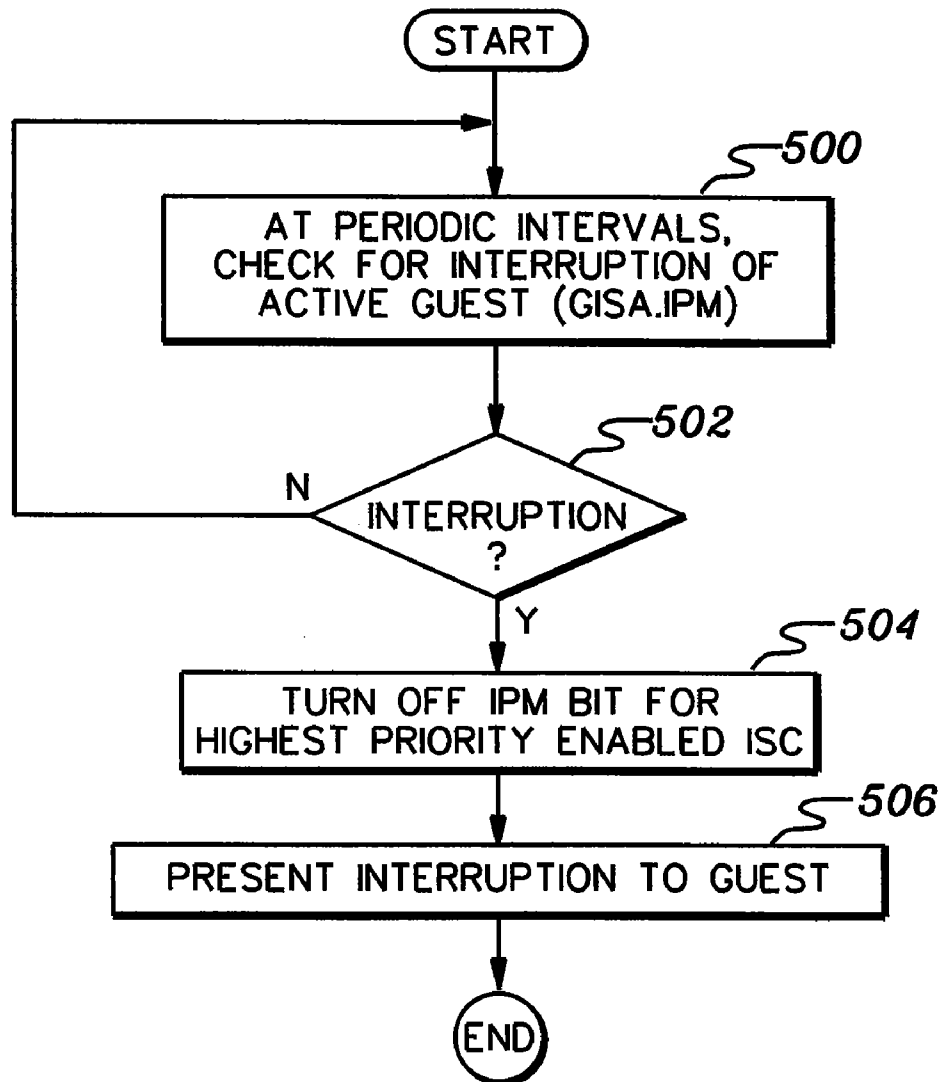 START
500
AT PERIODIC INTERVALS,
CHECK FOR INTERRUPTION OF
ACTIVE GUEST (GISA.IPM)
502
N
INTERRUPTION
?
Y
504
TURN OFF IPM BIT FOR
HIGHEST PRIORITY ENABLED ISC
506
PRESENT INTERRUPTION TO GUEST
END